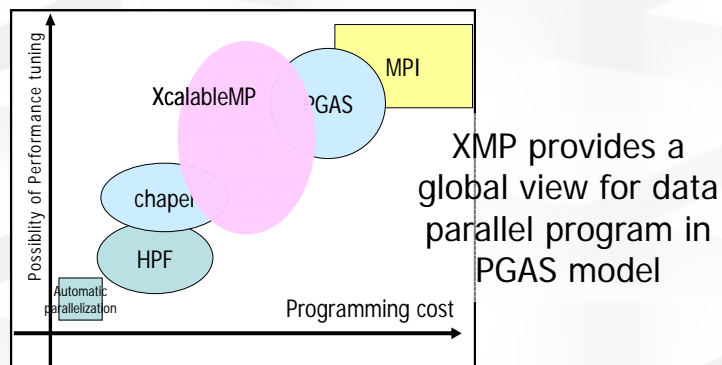 Possiblity of Performance tuning
MPI
XcalableMP
PGAS
chapel
HPF
Automatic
parallelization
Programming cost
XMP provides a
global view for data
parallel program in
PGAS model